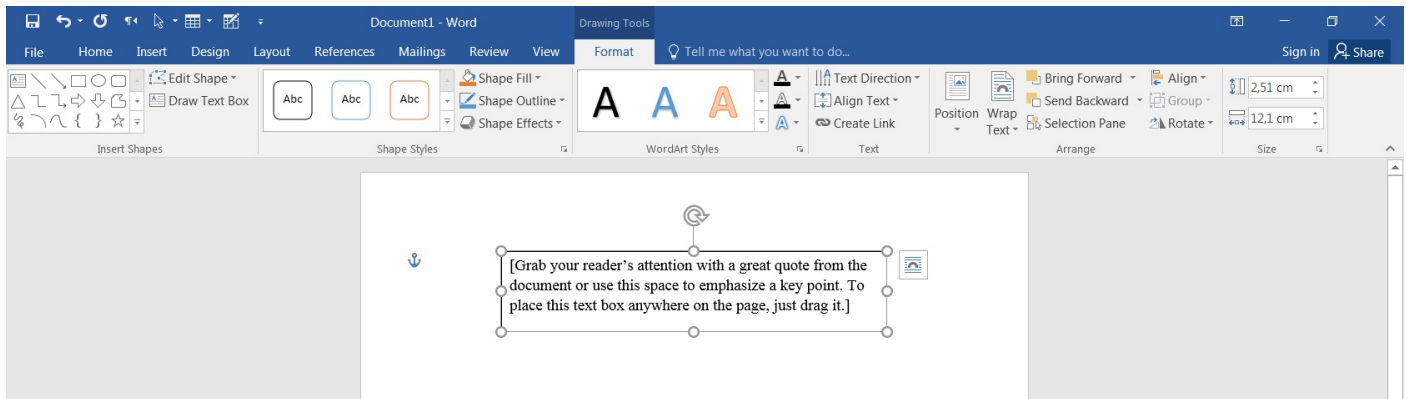 Document1 - Word
Drawing Tools
File Home Insert Design Layout References Mailings Review View Format Tell me what you want to do... Sign in Share
Edit Shape
Draw Text Box
Insert Shapes
Abc Abc Abc
Shape Fill
Shape Outline
Shape Effects
Shape Styles
A A A
A
A
A
WordArt Styles
Text Direction
Align Text
Create Link
Text
Position
Wrap
Text
Bring Forward
Send Backward
Selection Pane
Align
Group
Rotate
Arrange
2,51 cm
12,1 cm
Size
[Grab your reader’s attention with a great quote from the
document or use this space to emphasize a key point. To
place this text box anywhere on the page, just drag it.]